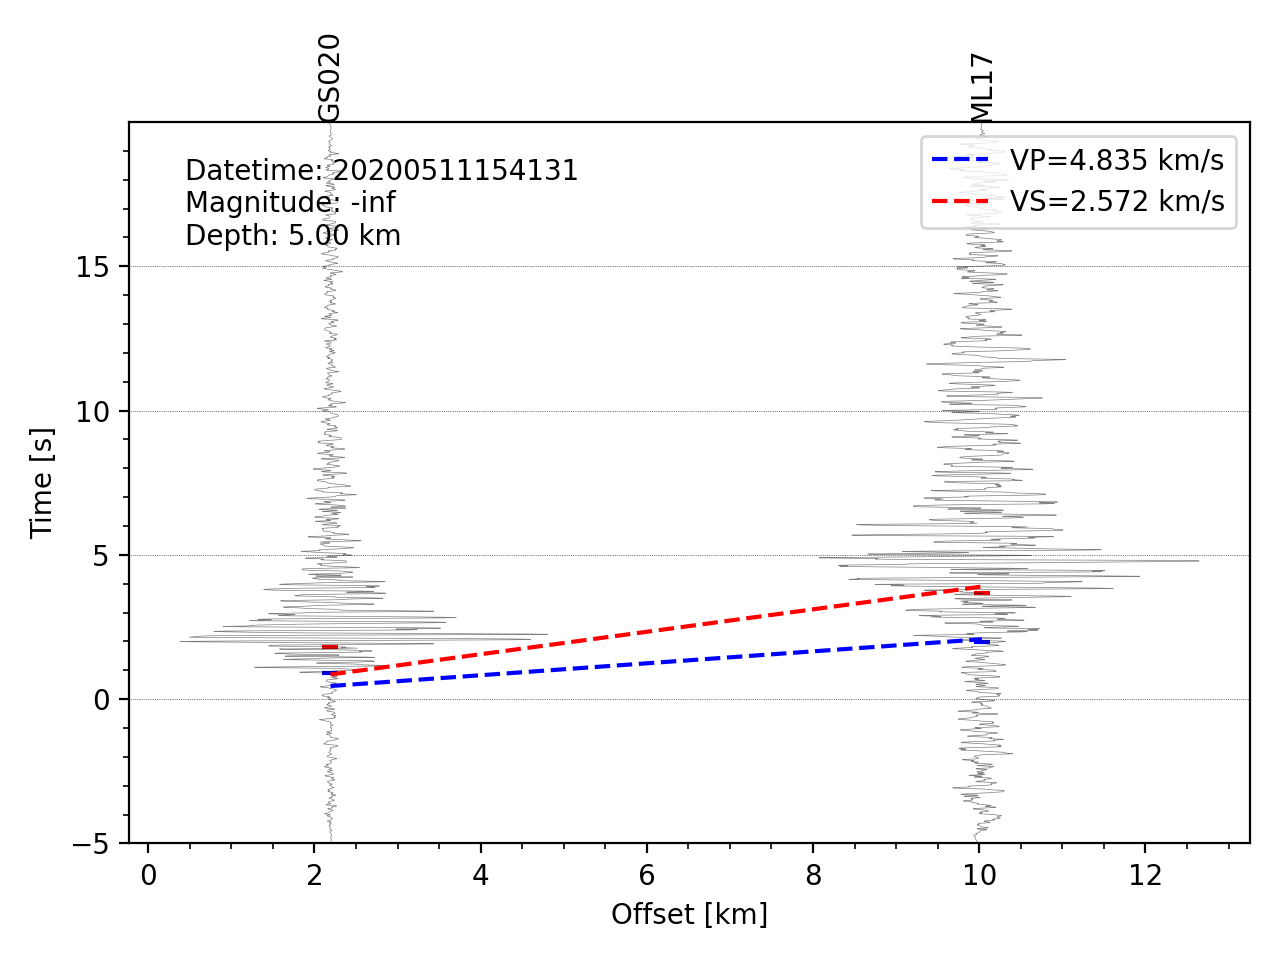 GS020
ML17
Datetime: 20200511154131
Magnitude: -inf
Depth: 5.00 km
VP=4.835 km/s
VS=2.572 km/s
15
10
5
0
−5
Time [s]
0 2 4 6 8 10 12
Offset [km]